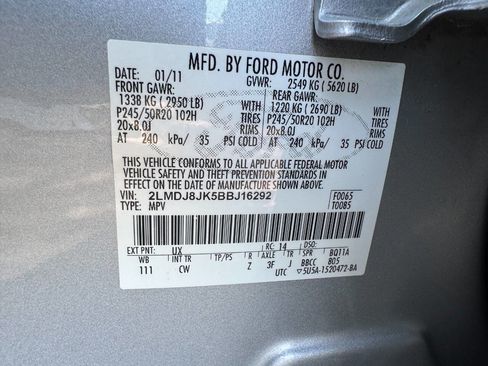 MFD. BY FORD MOTOR CO.
DATE: 01/11 GVWR: 2549 KG ( 5620 LB)
FRONT GAWR: REAR GAWR:
1338 KG ( 2950 LB) WITH 1220 KG ( 2690 LB) WITH
P245/50R20 102H TIRES P245/50R20 102H TIRES
20x8.0J RIMS 20x8.0J RIMS
AT 240 kPa/ 35 PSI COLD AT 240 kPa/ 35 PSI COLD
THIS VEHICLE CONFORMS TO ALL APPLICABLE FEDERAL MOTOR
VEHICLE SAFETY AND THEFT PREVENTION STANDARDS IN
EFFECT ON THE DATE OF MANUFACTURE SHOWN ABOVE.
VIN: 2LMDJ8JK5BBJ16292 F0065
TYPE: MPV T0085
EXT PNT: UX RC: 14 DSO:
WB INT TR TP/PS R AXLE TR SPR BQ11A
111 CW Z 3F J BBCC 805
UTC ▽5U5A-1520472-BA